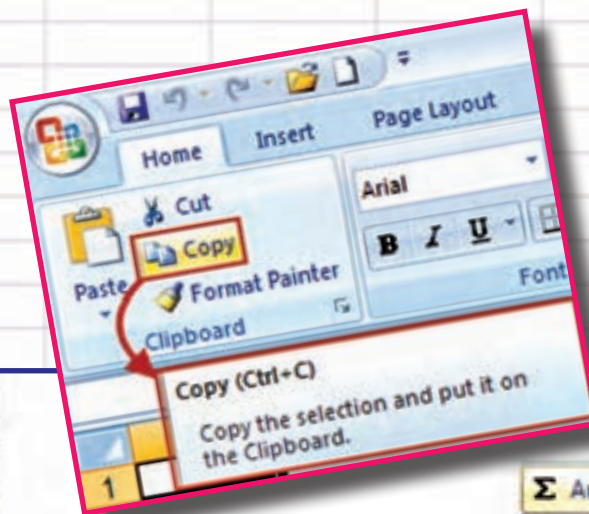 Home Insert Page Layout
Cut
Copy
Paste
Format Painter
Clipboard
Arial
B I U
Font
Copy (Ctrl+C)
Copy the selection and put it on
the Clipboard.
1
Σ